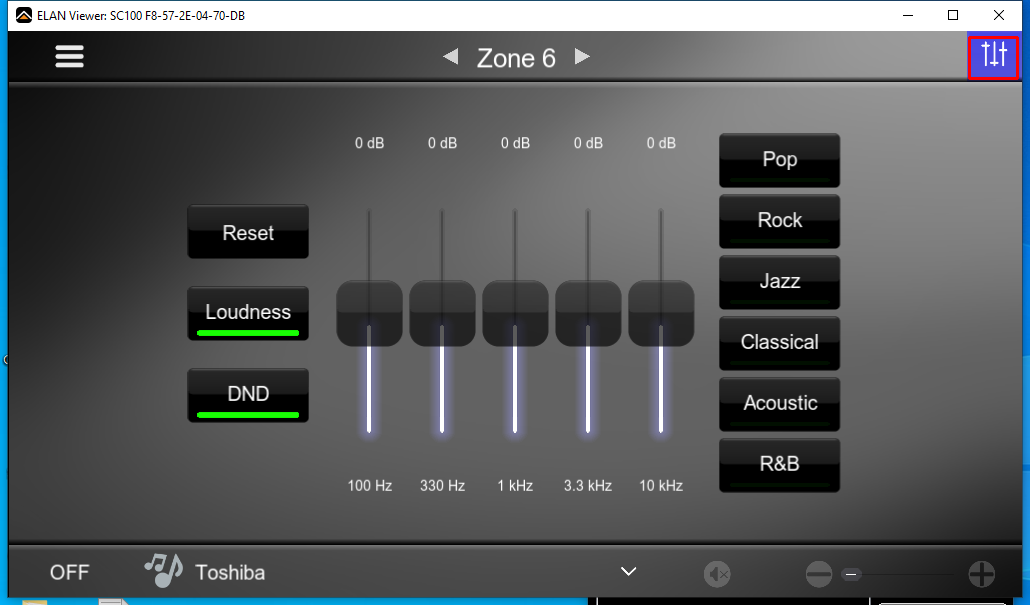 ELAN Viewer: SC100 F8-57-2E-04-70-DB
Zone 6
0 dB 0 dB 0 dB 0 dB 0 dB
Reset
Loudness
DND
Pop
Rock
Jazz
Classical
Acoustic
R&B
100 Hz 330 Hz 1 kHz 3.3 kHz 10 kHz
OFF Toshiba